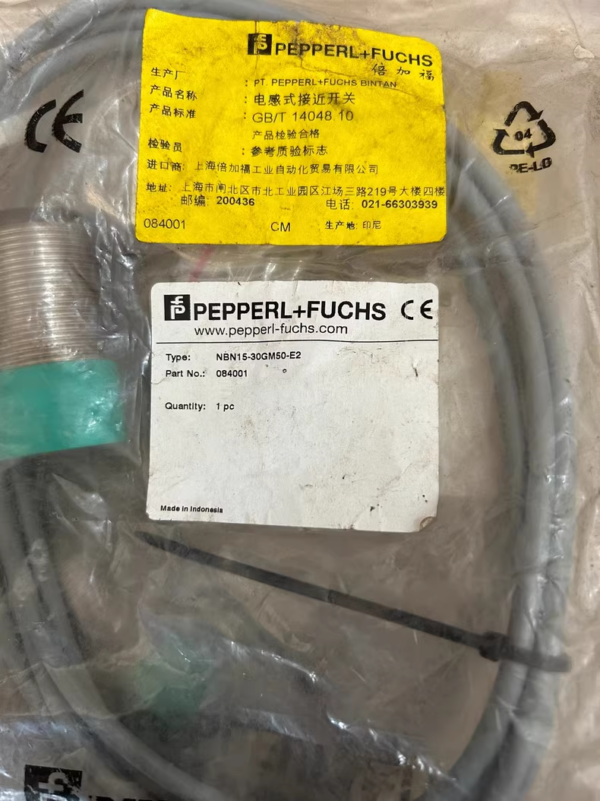 PEPPERL+FUCHS
倍加福
生产厂 : PT PEPPERL+FUCHS BINTAN
产品名称 : 电感式接近开关
产品标准 : GB/T 14048.10
产品检验合格
检验员 : 参考质检标志
进口商: 上海倍加福工业自动化贸易有限公司
地址: 上海市闸北区市北工业园区江场三路219号大楼四楼
邮编: 200436 电话: 021-66303939
084001 CM 生产地: 印尼
CE
04
PE-LD
PEPPERL+FUCHS CE
www.pepperl-fuchs.com
Type: NBN15-30GM50-E2
Part No.: 084001
Quantity: 1 pc
Made in Indonesia